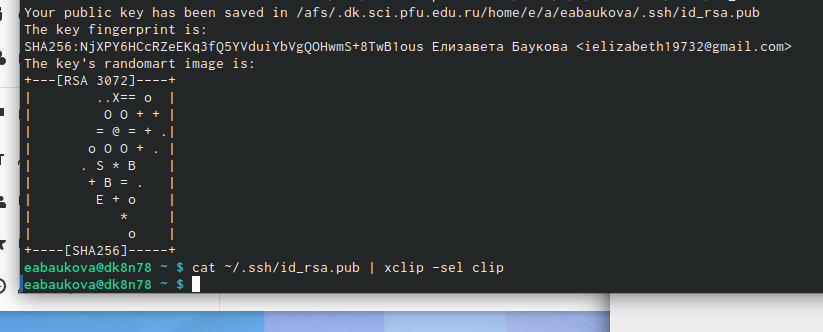 Your public key has been saved in /afs/.dk.sci.pfu.edu.ru/home/e/a/eabaukova/.ssh/id_rsa.pub
The key fingerprint is:
SHA256:NjXPY6HCcRZeEKq3fQ5YVduiYbVgQOHwmS+8TwB1ous Елизавета Баукова <ielizabeth19732@gmail.com>
The key's randomart image is:
+---[RSA 3072]----+
|        ..X== o  |
|         O O + + |
|        = @ = + .|
|       o O O + . |
|      . S * B    |
|       + B = .   |
|        E + o    |
|           *     |
|            o    |
+----[SHA256]-----+
eabaukova@dk8n78 ~ $ cat ~/.ssh/id_rsa.pub | xclip -sel clip
eabaukova@dk8n78 ~ $